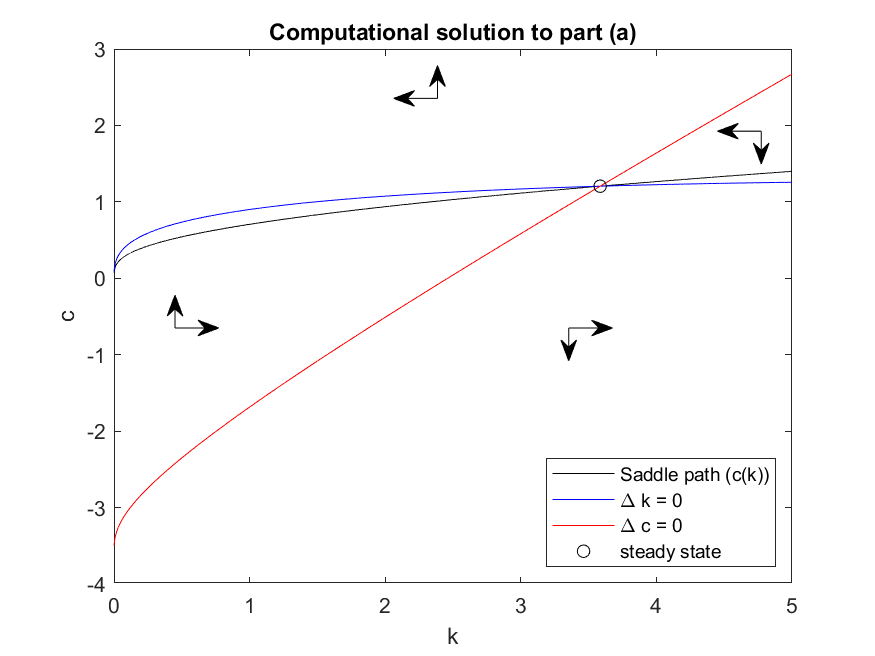 Computational solution to part (a)
3
2
1
0
-1
-2
-3
-4
c
Saddle path (c(k))
Δ k = 0
Δ c = 0
steady state
0 1 2 3 4 5
k